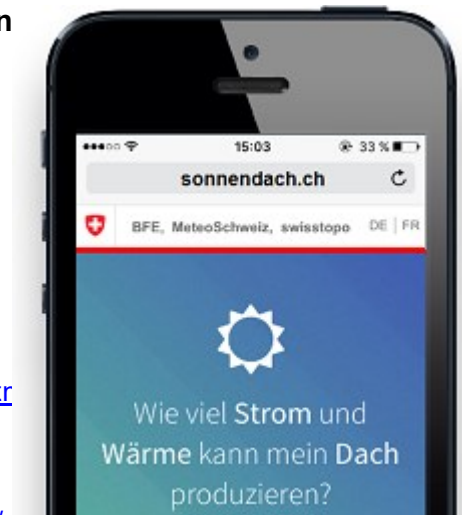 15:03 33 %
sonnendach.ch
BFE, MeteoSchweiz, swisstopo DE | FR
Wie viel Strom und
Wärme kann mein Dach
produzieren?